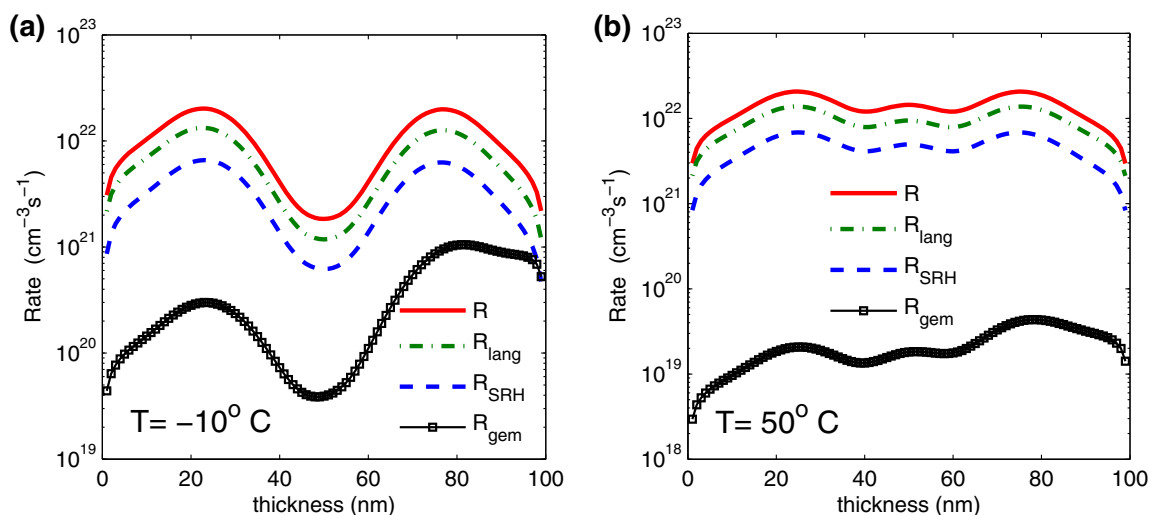 (a)
10^23
10^22
10^21
10^20
10^19
Rate (cm^−3 s^−1)
R
R_lang
R_SRH
R_gem
T= −10° C
0 20 40 60 80 100
thickness (nm)
(b)
10^23
10^22
10^21
10^20
10^19
10^18
Rate (cm^−3 s^−1)
R
R_lang
R_SRH
R_gem
T= 50° C
0 20 40 60 80 100
thickness (nm)